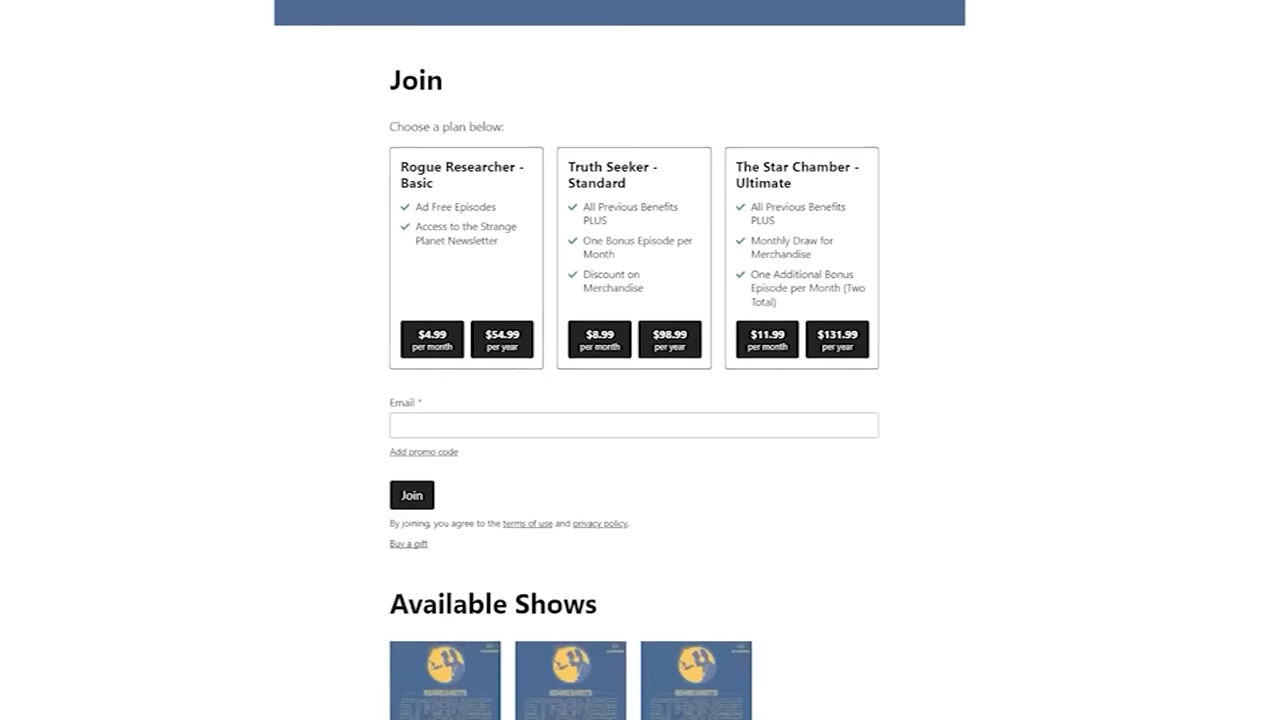 Join
Choose a plan below:
Rogue Researcher -
Basic
Ad Free Episodes
Access to the Strange
Planet Newsletter
$4.99
per month
$54.99
per year
Truth Seeker -
Standard
All Previous Benefits
PLUS
One Bonus Episode per
Month
Discount on
Merchandise
$8.99
per month
$98.99
per year
The Star Chamber -
Ultimate
All Previous Benefits
PLUS
Monthly Draw for
Merchandise
One Additional Bonus
Episode per Month (Two
Total)
$11.99
per month
$131.99
per year
Email *
Add promo code
Join
By joining, you agree to the terms of use and privacy policy.
Buy a gift
Available Shows
STRANGE
STRANGE
STRANGE